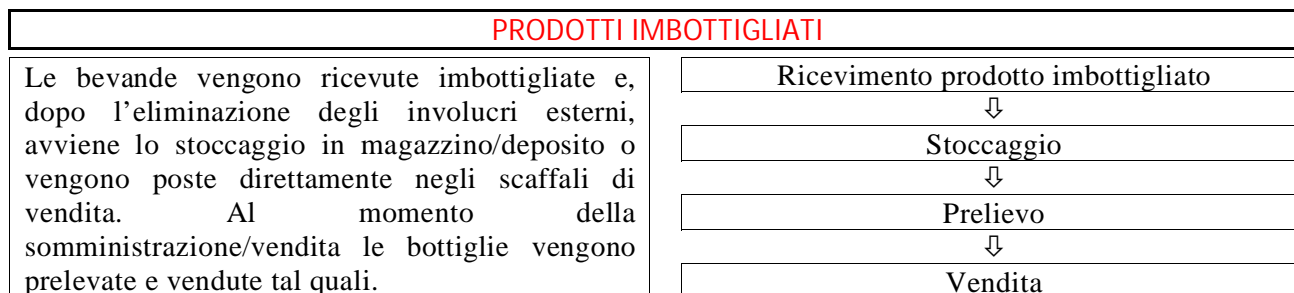 PRODOTTI IMBOTTIGLIATI
Le bevande vengono ricevute imbottigliate e,
dopo l’eliminazione degli involucri esterni,
avviene lo stoccaggio in magazzino/deposito o
vengono poste direttamente negli scaffali di
vendita. Al momento della
somministrazione/vendita le bottiglie vengono
prelevate e vendute tal quali.
Ricevimento prodotto imbottigliato
⇩
Stoccaggio
⇩
Prelievo
⇩
Vendita